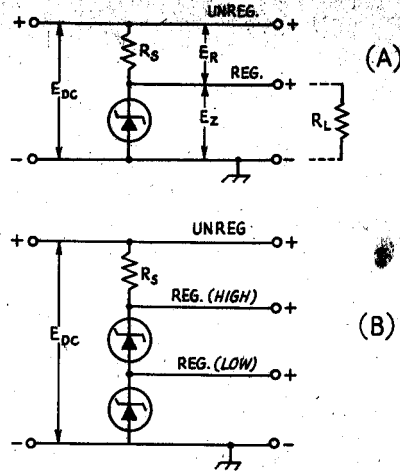 UNREG.
+ +
R_S E_R
REG.
(A)
E_DC +
E_Z R_L
- -
UNREG
+ +
R_S
REG. (HIGH)
+
E_DC (B)
REG. (LOW)
+
- -